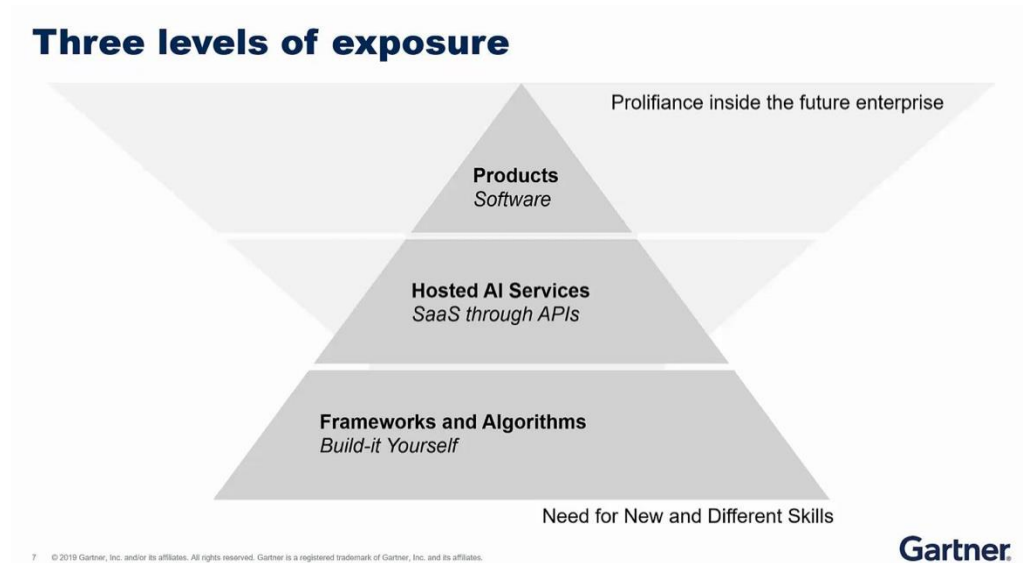 Three levels of exposure
Prolifiance inside the future enterprise
Products
Software
Hosted AI Services
SaaS through APIs
Frameworks and Algorithms
Build-it Yourself
Need for New and Different Skills
7 © 2019 Gartner, Inc. and/or its affiliates. All rights reserved. Gartner is a registered trademark of Gartner, Inc. and its affiliates.
Gartner.